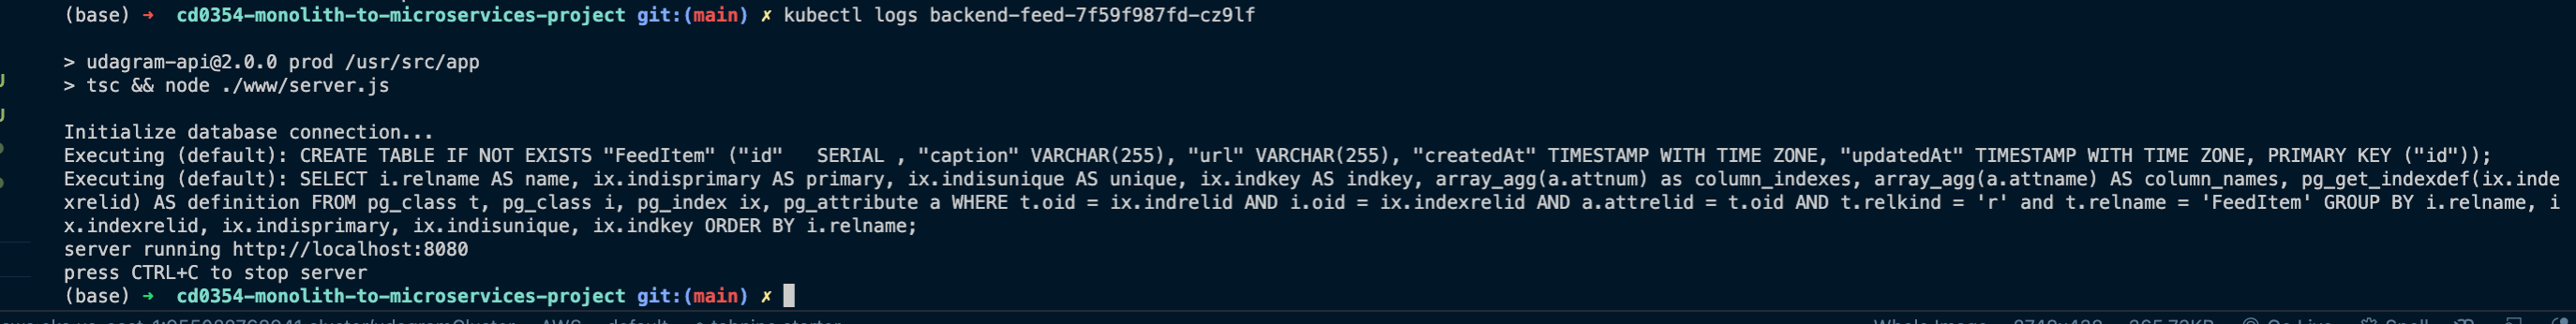 (base) ➜  cd0354-monolith-to-microservices-project git:(main) ✗ kubectl logs backend-feed-7f59f987fd-cz9lf
> udagram-api@2.0.0 prod /usr/src/app
> tsc && node ./www/server.js
Initialize database connection...
Executing (default): CREATE TABLE IF NOT EXISTS "FeedItem" ("id"   SERIAL , "caption" VARCHAR(255), "url" VARCHAR(255), "createdAt" TIMESTAMP WITH TIME ZONE, "updatedAt" TIMESTAMP WITH TIME ZONE, PRIMARY KEY ("id"));
Executing (default): SELECT i.relname AS name, ix.indisprimary AS primary, ix.indisunique AS unique, ix.indkey AS indkey, array_agg(a.attnum) as column_indexes, array_agg(a.attname) AS column_names, pg_get_indexdef(ix.inde
xrelid) AS definition FROM pg_class t, pg_class i, pg_index ix, pg_attribute a WHERE t.oid = ix.indrelid AND i.oid = ix.indexrelid AND a.attrelid = t.oid AND t.relkind = 'r' and t.relname = 'FeedItem' GROUP BY i.relname, i
x.indexrelid, ix.indisprimary, ix.indisunique, ix.indkey ORDER BY i.relname;
server running http://localhost:8080
press CTRL+C to stop server
(base) ➜  cd0354-monolith-to-microservices-project git:(main) ✗